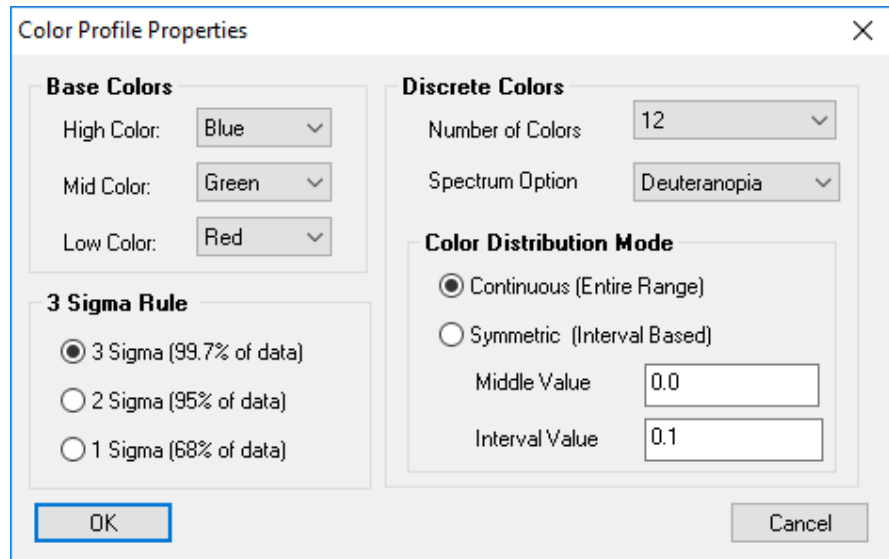 Color Profile Properties
Base Colors
High Color: Blue
Mid Color: Green
Low Color: Red
3 Sigma Rule
3 Sigma (99.7% of data)
2 Sigma (95% of data)
1 Sigma (68% of data)
Discrete Colors
Number of Colors 12
Spectrum Option Deuteranopia
Color Distribution Mode
Continuous (Entire Range)
Symmetric (Interval Based)
Middle Value 0.0
Interval Value 0.1
OK
Cancel